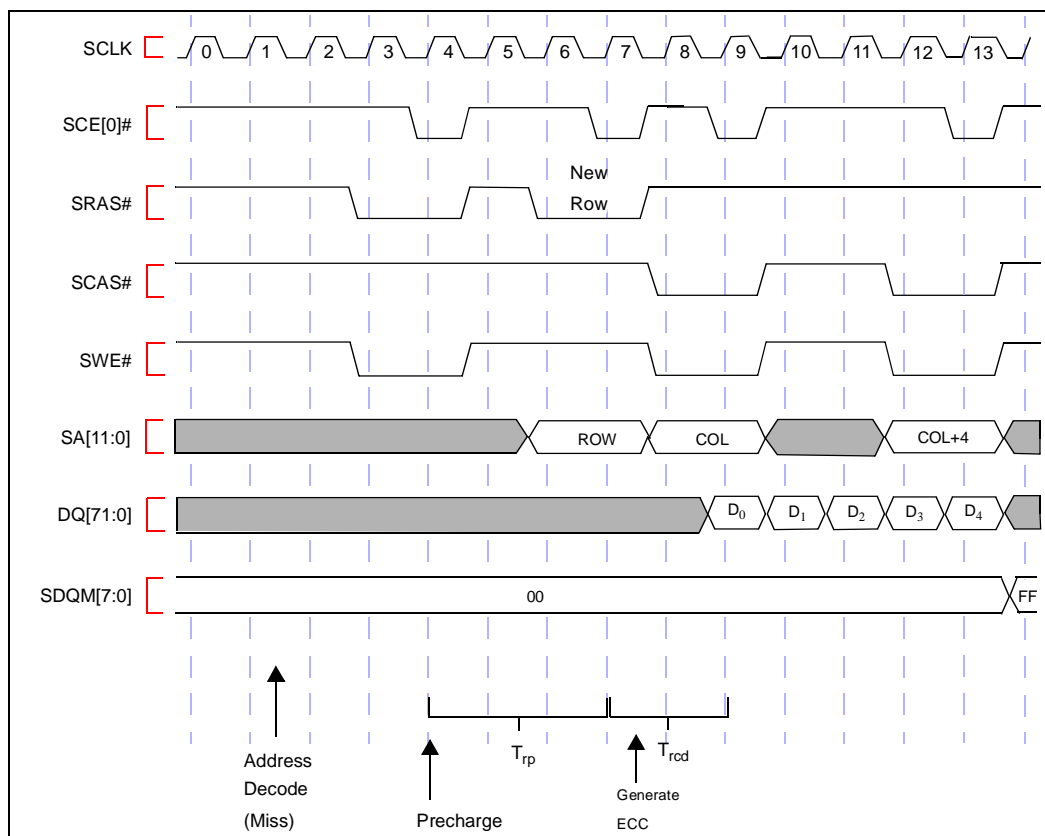 SCLK 0 1 2 3 4 5 6 7 8 9 10 11 12 13
SCE[0]#
New
SRAS# Row
SCAS#
SWE#
SA[11:0] ROW COL COL+4
DQ[71:0] D0 D1 D2 D3 D4
SDQM[7:0] 00 FF
Address
Decode
(Miss)
Trp
Precharge
Trcd
Generate
ECC